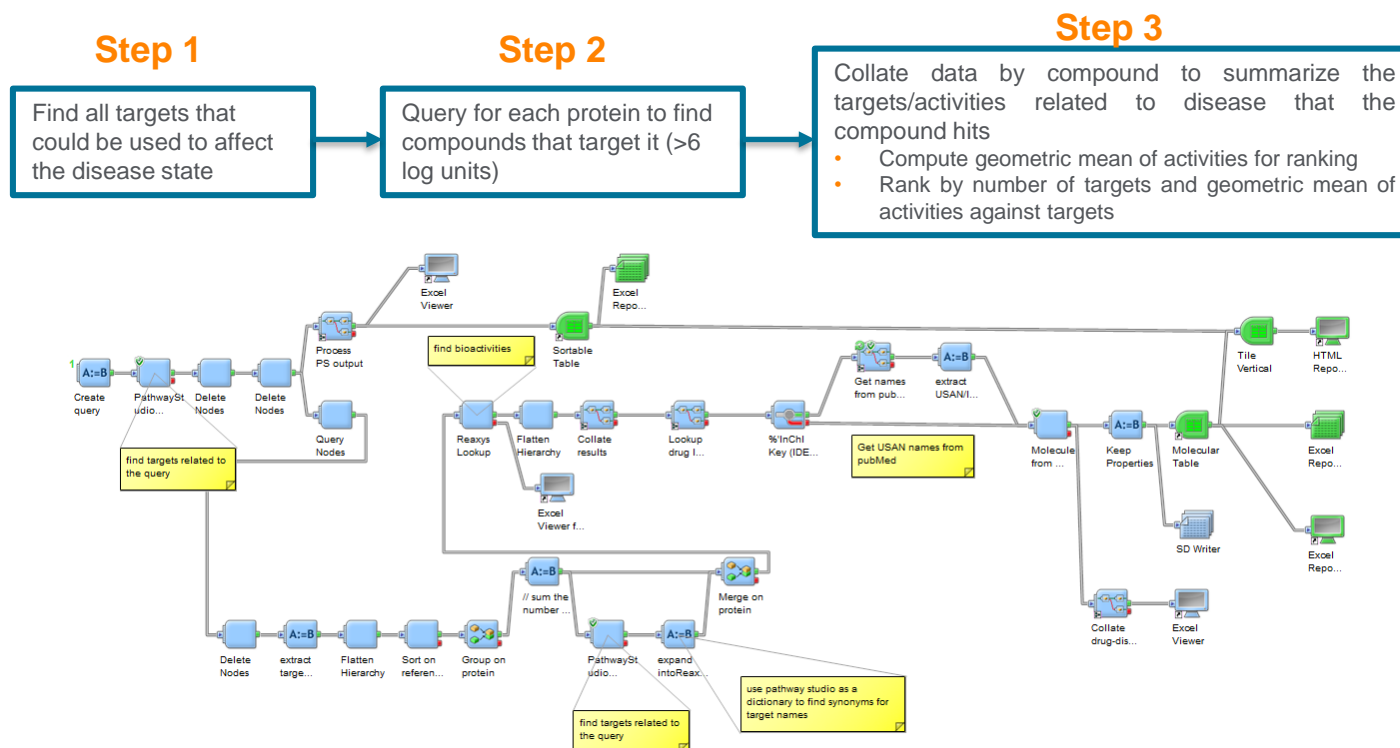 Step 1
Step 2
Step 3
Find all targets that
could be used to affect
the disease state
Query for each protein to find
compounds that target it (>6
log units)
Collate data by compound to summarize the
targets/activities related to disease that the
compound hits
• Compute geometric mean of activities for ranking
• Rank by number of targets and geometric mean of
activities against targets
Excel
Viewer
Excel
Repo...
Process
PS output
find bioactivities
Sortable
Table
Tile
Vertical
HTML
Repo...
1
A:=B
Create
query
PathwaySt
udio...
Delete
Nodes
Delete
Nodes
Get names
from pub...
A:=B
extract
USAN/I...
Query
Nodes
find targets related to
the query
Reaxys
Lookup
Flatten
Hierarchy
Collate
results
Lookup
drug I...
%'InChI
Key (IDE...
Get USAN names from
pubMed
Molecule
from ...
A:=B
Keep
Properties
Molecular
Table
Excel
Repo...
Excel
Viewer f...
SD Writer
Excel
Repo...
A:=B
// sum the
number ...
Merge on
protein
Collate
drug-dis...
Excel
Viewer
Delete
Nodes
A:=B
extract
targe...
Flatten
Hierarchy
Sort on
referen...
Group on
protein
PathwaySt
udio...
A:=B
expand
intoReax...
use pathway studio as a
dictionary to find synonyms for
target names
find targets related to
the query